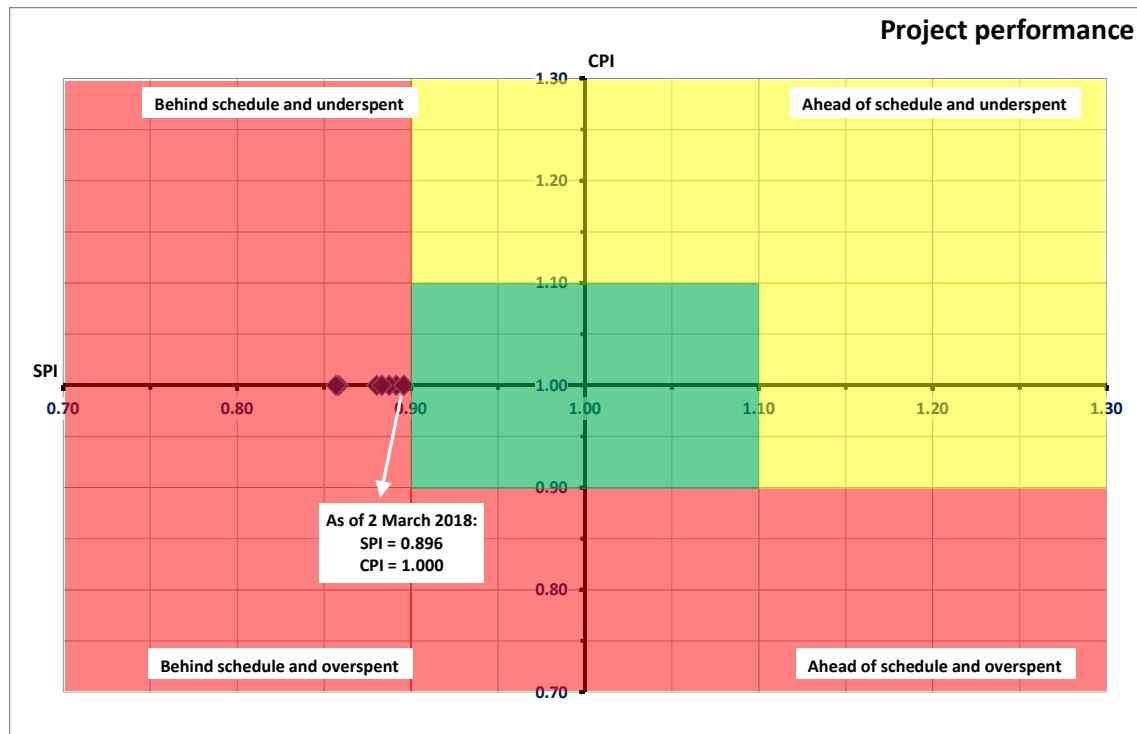 Project performance
CPI
1.30
Behind schedule and underspent
Ahead of schedule and underspent
1.20
1.10
SPI
1.00
0.70 0.80 0.90 1.00 1.10 1.20 1.30
0.90
As of 2 March 2018:
SPI = 0.896
CPI = 1.000
0.80
Behind schedule and overspent
Ahead of schedule and overspent
0.70